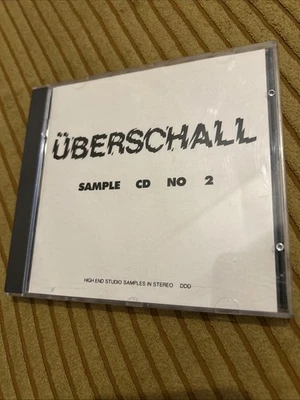 ÜBERSCHALL
SAMPLE CD NO 2
HIGH END STUDIO SAMPLES IN STEREO DDD